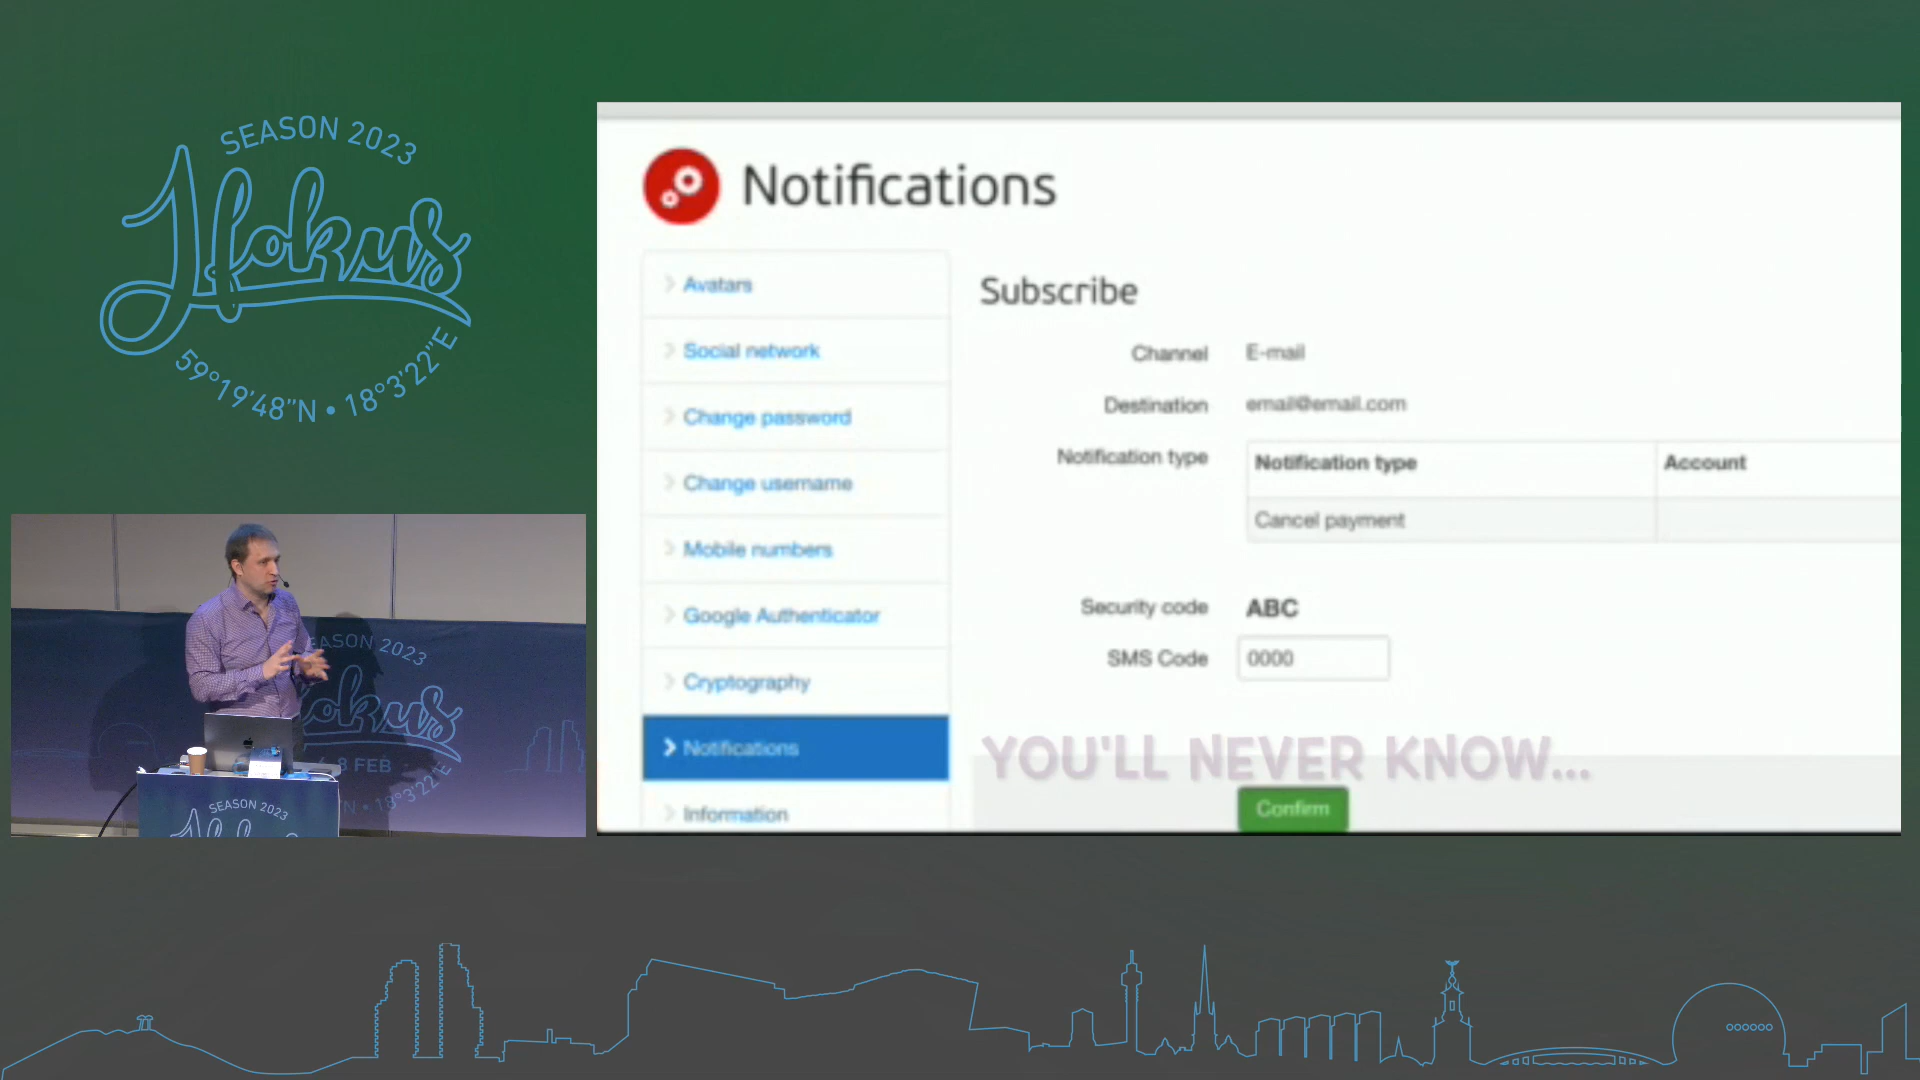 SEASON 2023
Jfokus
59°19'48"N • 18°3'22"E
Notifications
Avatars
Social network
Change password
Change username
Mobile numbers
Google Authenticator
Cryptography
Notifications
Information
Subscribe
Channel E-mail
Destination email@email.com
Notification type
Notification type Account
Cancel payment
Security code ABC
SMS Code 0000
YOU'LL NEVER KNOW...
Confirm
SEASON 2023
8 FEB
SEASON 2023